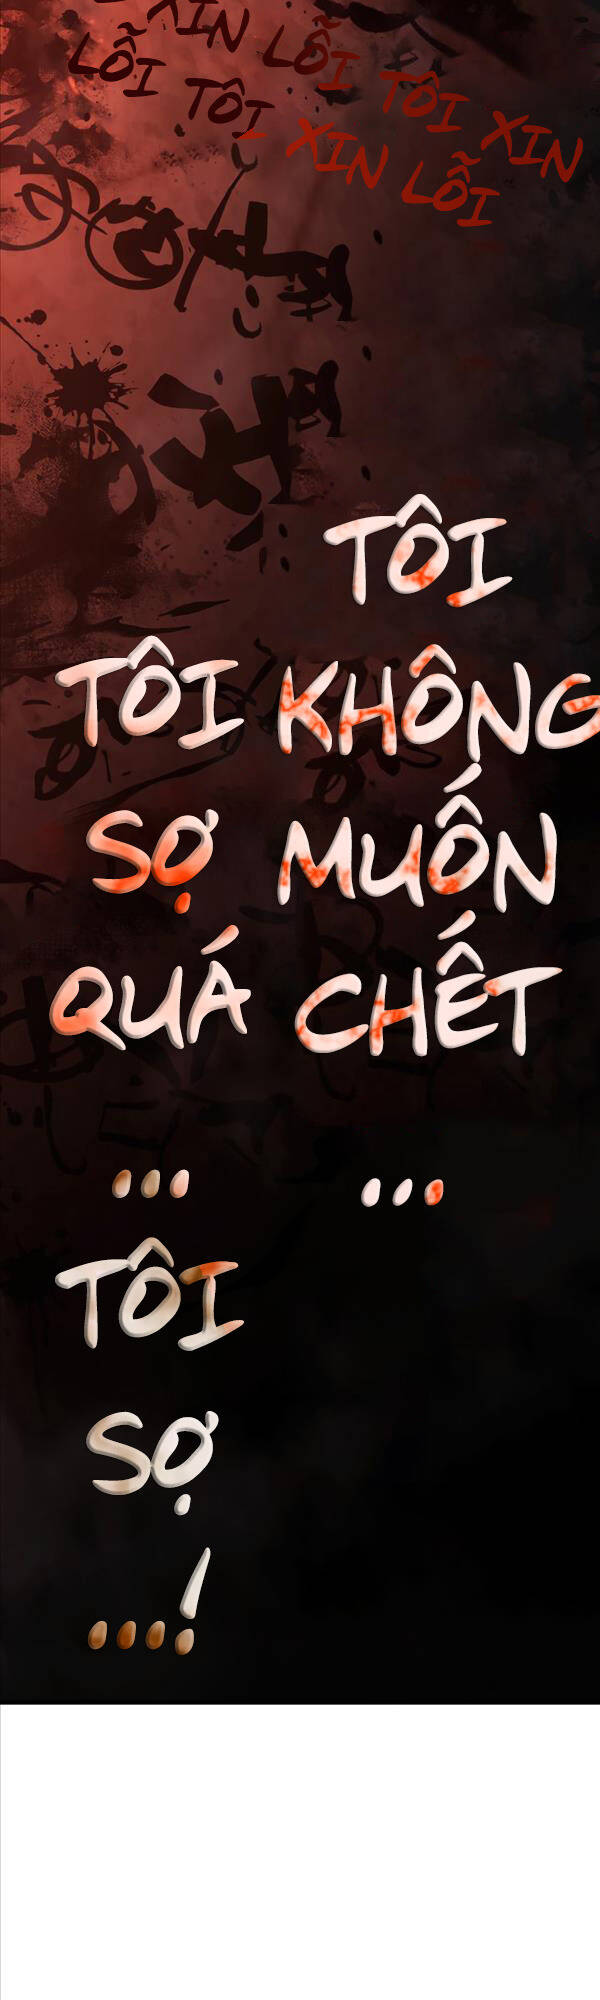 XIN LỖI TÔI XIN
LỖI TÔI XIN LỖI
TÔI
KHÔNG
MUỐN
CHẾT
...
TÔI
SỢ
QUÁ
...
TÔI
SỢ
....!